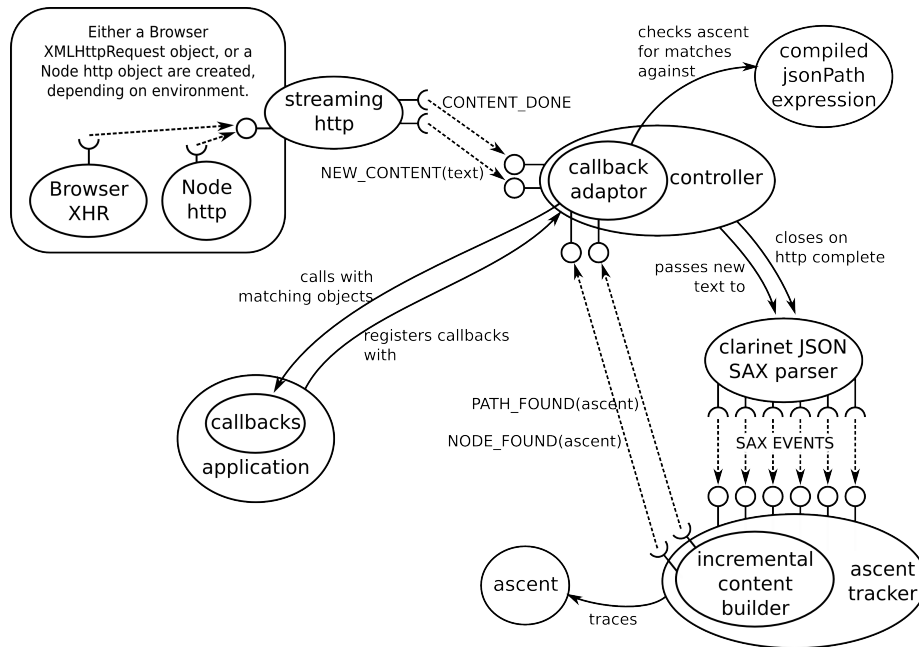 Either a Browser
XMLHttpRequest object, or a
Node http object are created,
depending on environment.
streaming
http
Browser
XHR
Node
http
CONTENT_DONE
NEW_CONTENT(text)
checks ascent
for matches
against
compiled
jsonPath
expression
callback
adaptor
controller
closes on
http complete
passes new
text to
calls with
matching objects
registers callbacks
with
clarinet JSON
SAX parser
callbacks
application
PATH_FOUND(ascent)
NODE_FOUND(ascent)
SAX EVENTS
incremental
content
builder
ascent
tracker
ascent
traces